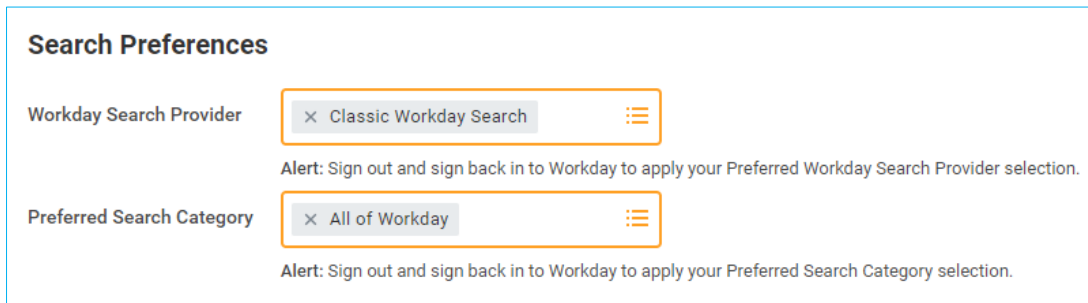 Search Preferences
Workday Search Provider
× Classic Workday Search
Alert: Sign out and sign back in to Workday to apply your Preferred Workday Search Provider selection.
Preferred Search Category
× All of Workday
Alert: Sign out and sign back in to Workday to apply your Preferred Search Category selection.